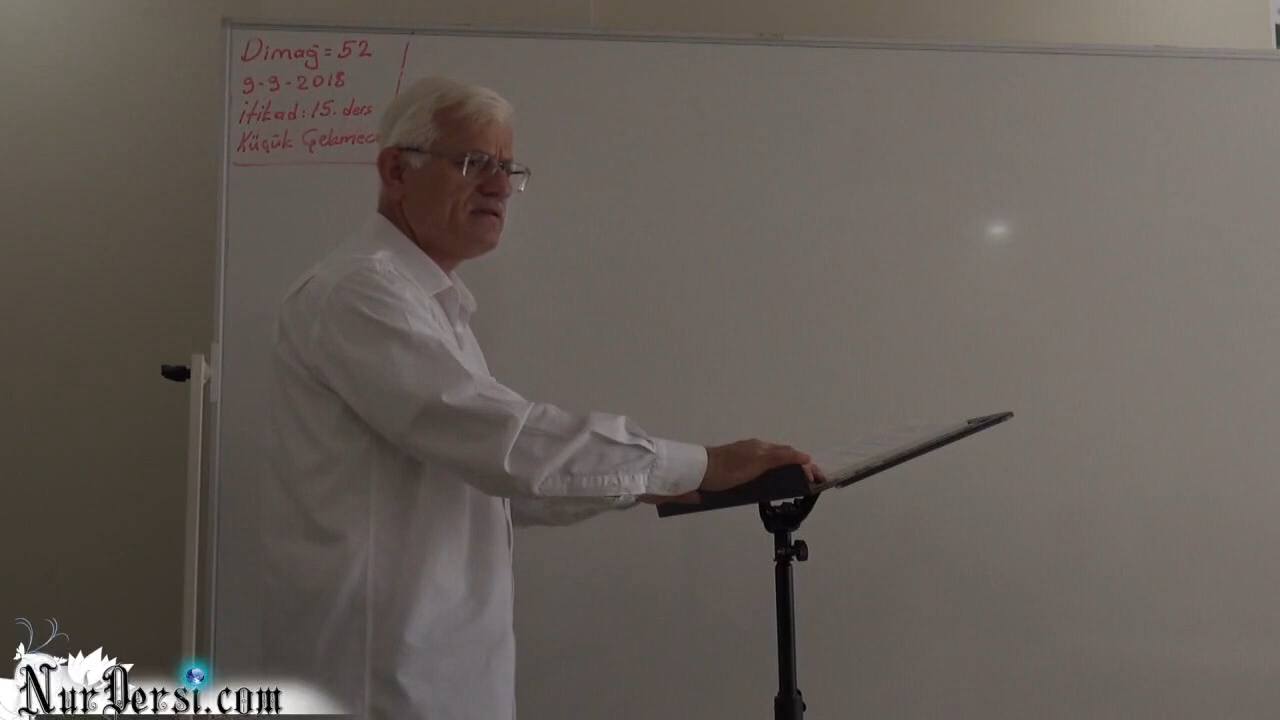 Dimağ = 52
9-9-2018
itikad: 15. ders
Küçük Çekmece
NurDersi.com